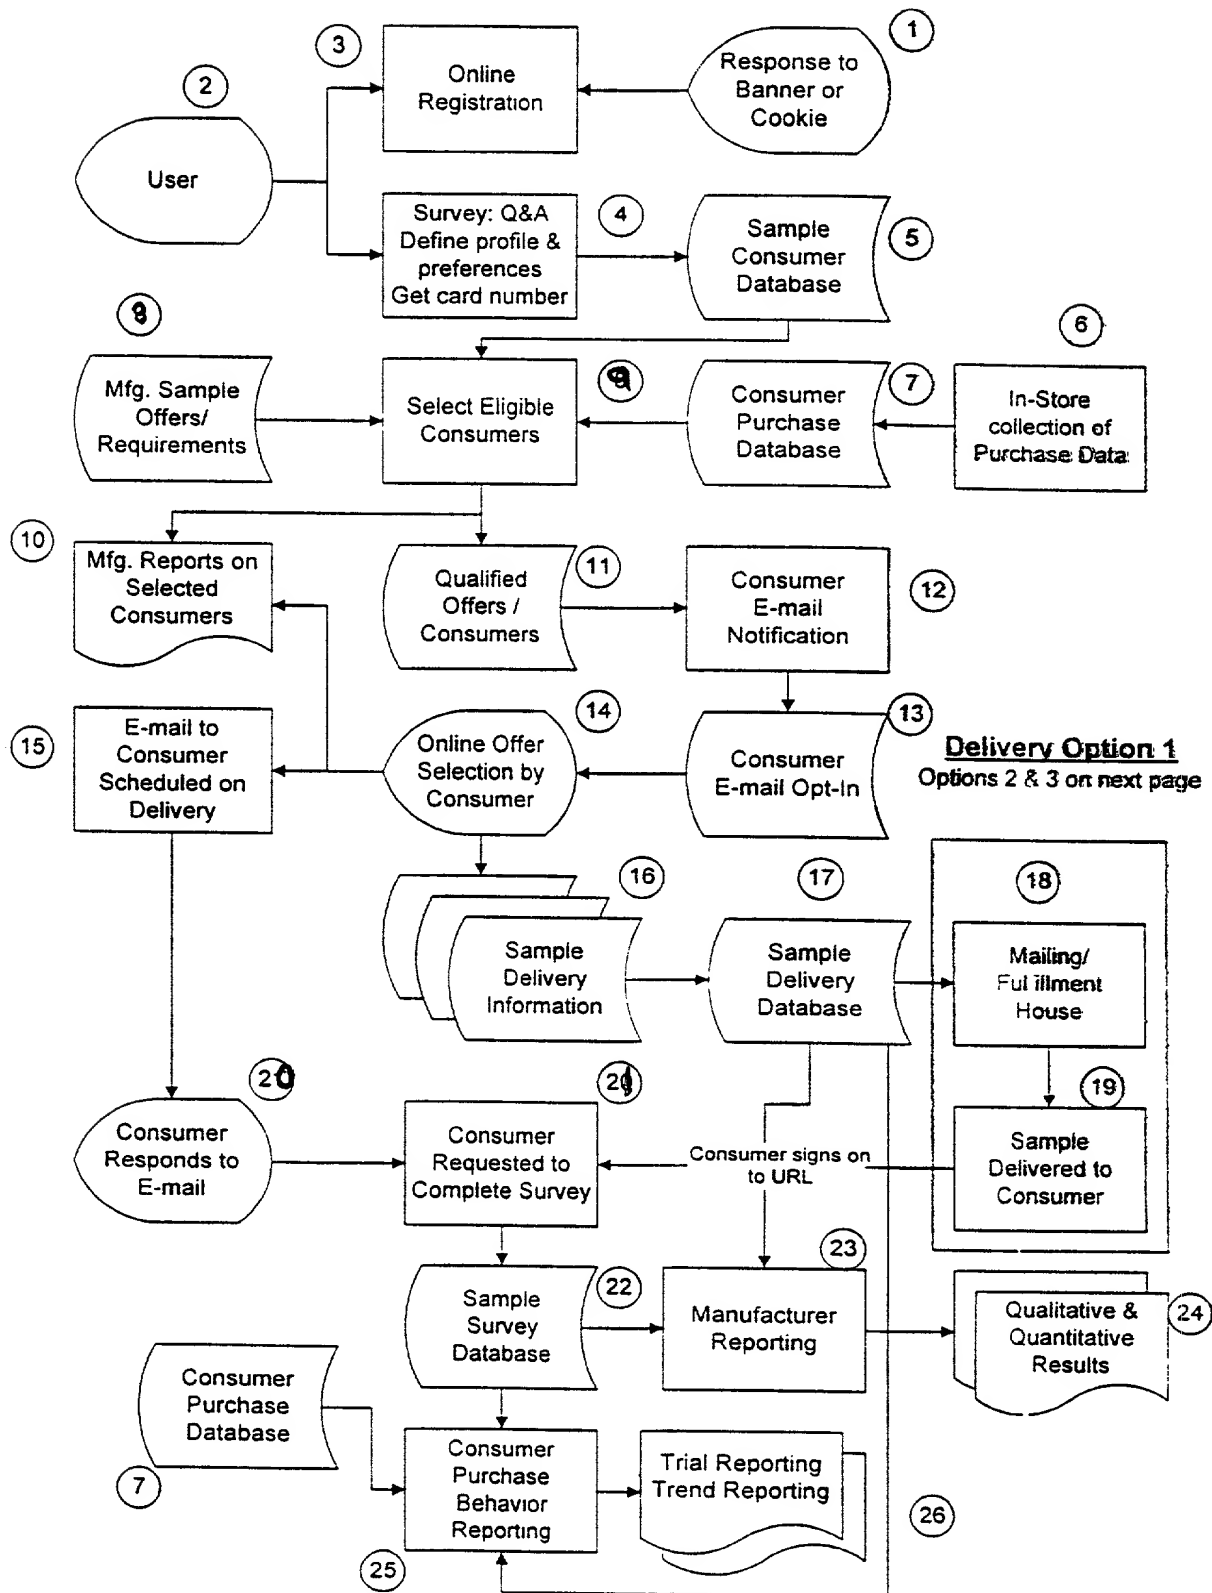 1
3
Response to
Banner or
Cookie
Online
Registration
2
User
Survey: Q&A
Define profile &
preferences
Get card number
4
Sample
Consumer
Database
5
8
6
Mfg. Sample
Offers/
Requirements
Select Eligible
Consumers
9
Consumer
Purchase
Database
7
In-Store
collection of
Purchase Data
10
Mfg. Reports on
Selected
Consumers
Qualified
Offers /
Consumers
11
Consumer
E-mail
Notification
12
15
E-mail to
Consumer
Scheduled on
Delivery
14
Online Offer
Selection by
Consumer
13
Consumer
E-mail Opt-In
Delivery Option 1
Options 2 & 3 on next page
16
Sample
Delivery
Information
17
Sample
Delivery
Database
18
Mailing/
Fulfillment
House
20
Consumer
Responds to
E-mail
21
Consumer
Requested to
Complete Survey
Consumer signs on
to URL
19
Sample
Delivered to
Consumer
22
Sample
Survey
Database
23
Manufacturer
Reporting
Qualitative &
Quantitative
Results
24
Consumer
Purchase
Database
7
Consumer
Purchase
Behavior
Reporting
25
Trial Reporting
Trend Reporting
26